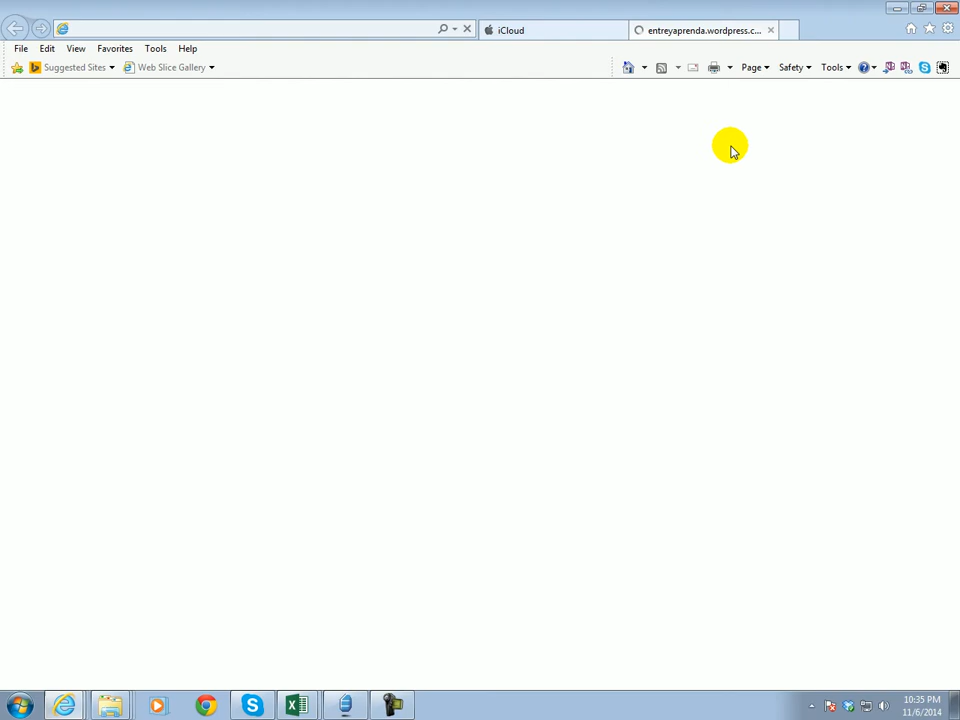 iCloud
entreyaprenda.wordpress.c...
File Edit View Favorites Tools Help
Suggested Sites Web Slice Gallery Page Safety Tools
10:35 PM
11/6/2014